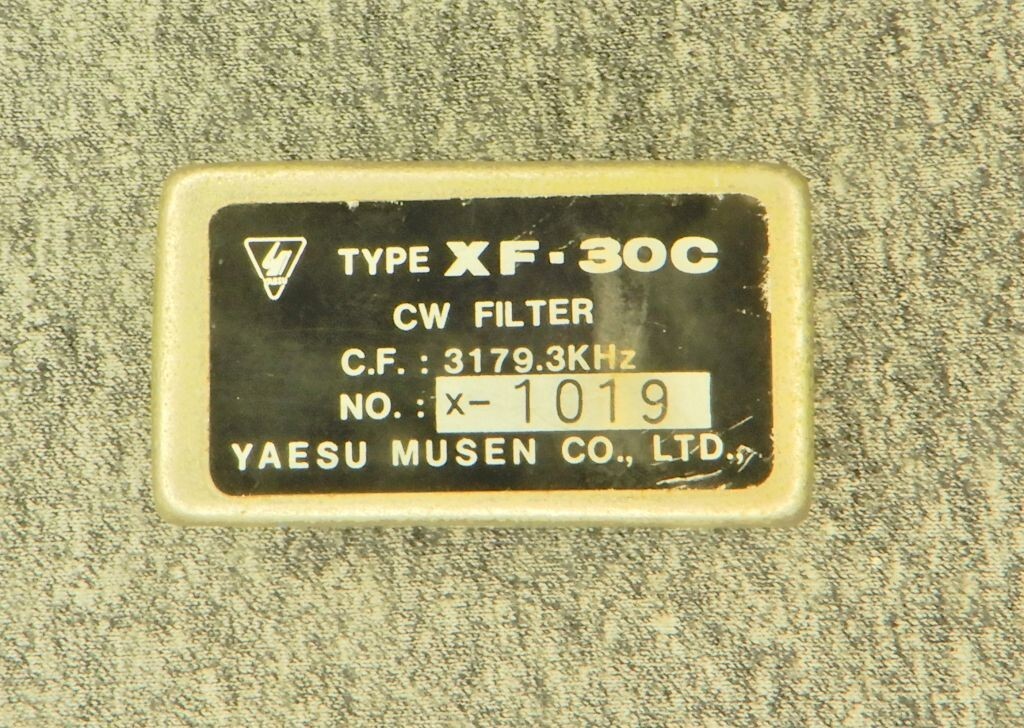 TYPE XF-30C
CW FILTER
C.F. : 3179.3KHz
NO. : x- 1019
YAESU MUSEN CO., LTD.,